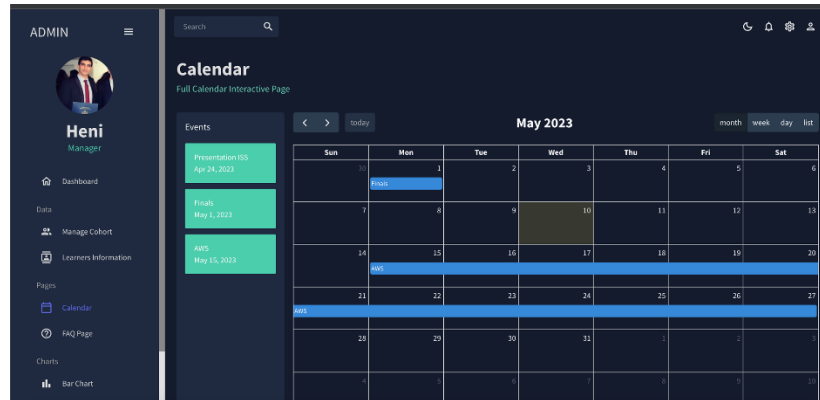 ADMIN
Heni
Manager
Dashboard
Data
Manage Cohort
Learners Information
Pages
Calendar
FAQ Page
Charts
Bar Chart
Search
Calendar
Full Calendar Interactive Page
Events
Presentation ISS
Apr 24, 2023
Finals
May 1, 2023
AWS
May 15, 2023
today
May 2023
month week day list
Sun Mon Tue Wed Thu Fri Sat
30 1 2 3 4 5 6
Finals
7 8 9 10 11 12 13
14 15 16 17 18 19 20
AWS
21 22 23 24 25 26 27
AWS
28 29 30 31 1 2 3
4 5 6 7 8 9 10